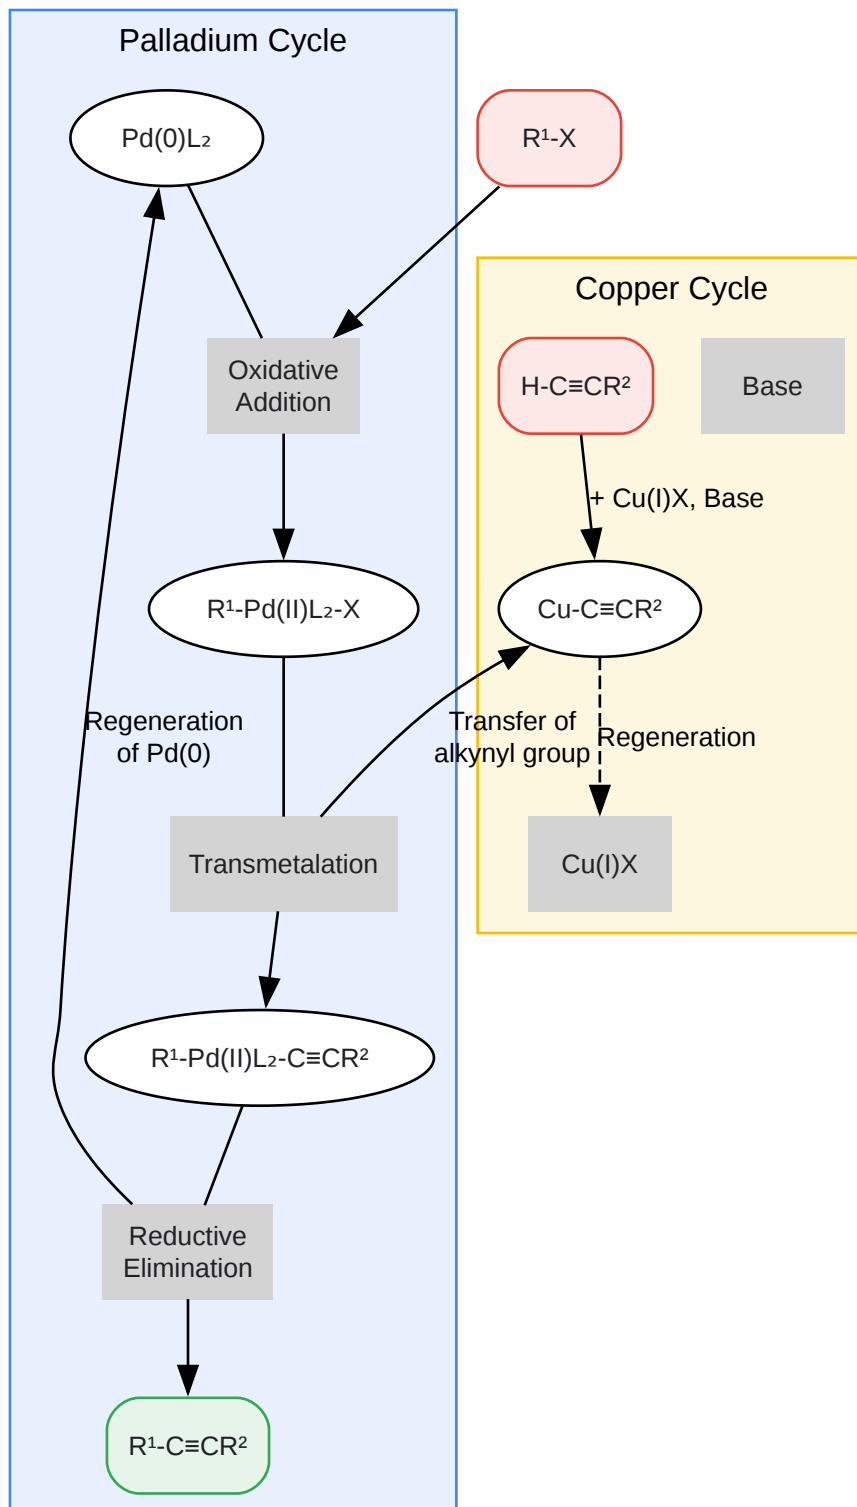 Palladium Cycle
Pd(0)L₂
R¹-X
Copper Cycle
Oxidative
Addition
H-C≡CR²
Base
+ Cu(I)X, Base
R¹-Pd(II)L₂-X
Cu-C≡CR²
Regeneration
of Pd(0)
Transfer of
alkynyl group
Regeneration
Transmetalation
Cu(I)X
R¹-Pd(II)L₂-C≡CR²
Reductive
Elimination
R¹-C≡CR²